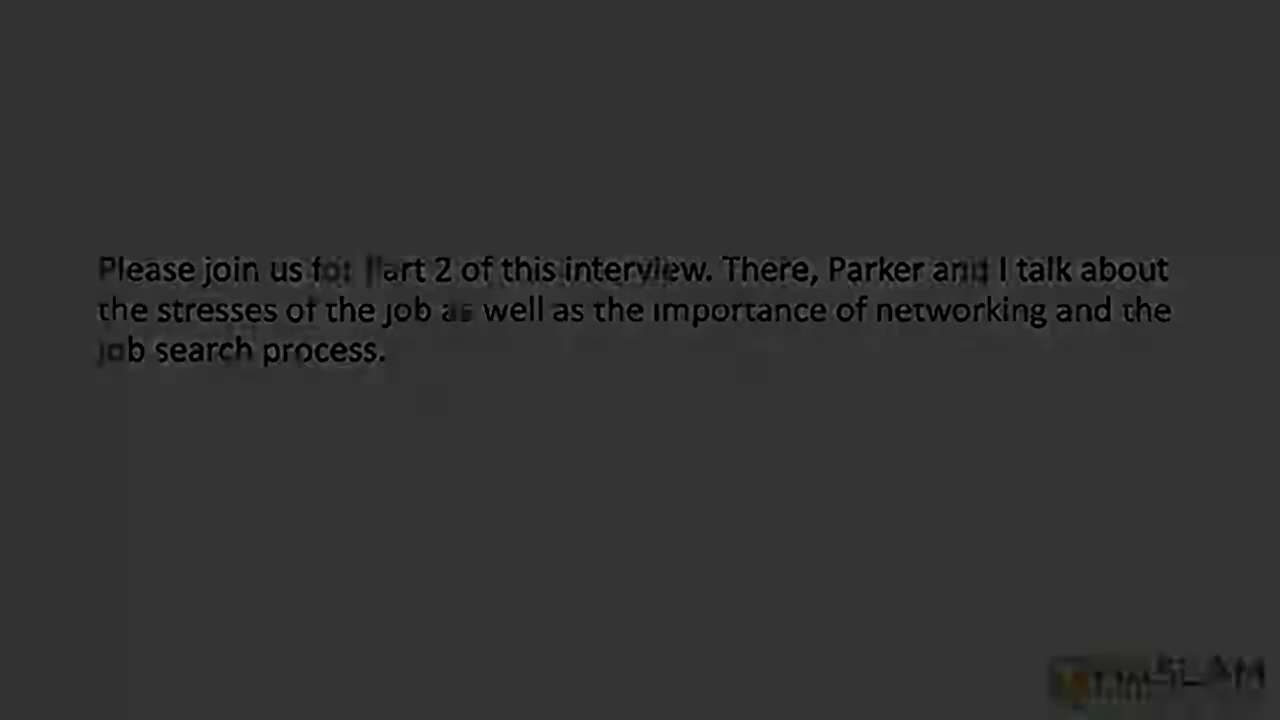 Please join us for Part 2 of this interview. There, Parker and I talk about
the stresses of the job as well as the importance of networking and the
job search process.